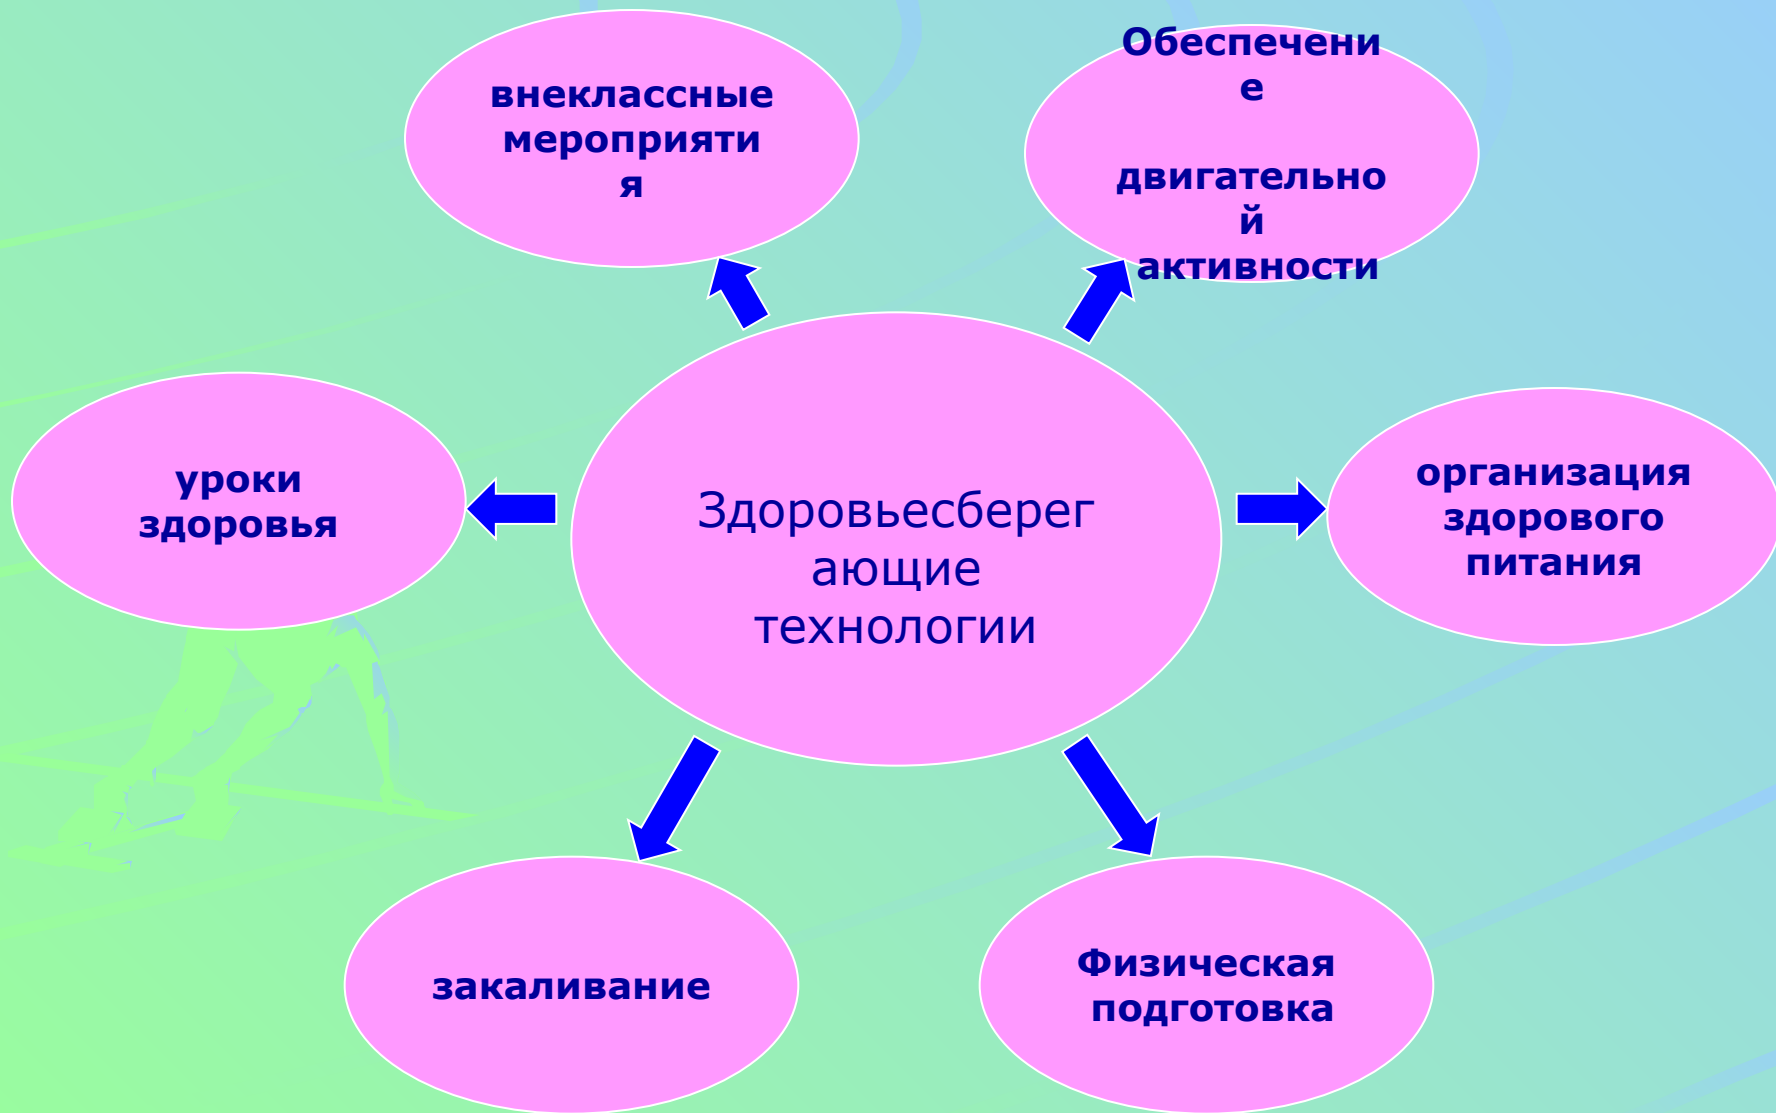 внеклассные
мероприяти
я
Обеспечени
е
двигательно
й
активности
уроки
здоровья
Здоровьесберег
ающие
технологии
организация
здорового
питания
закаливание
Физическая
подготовка